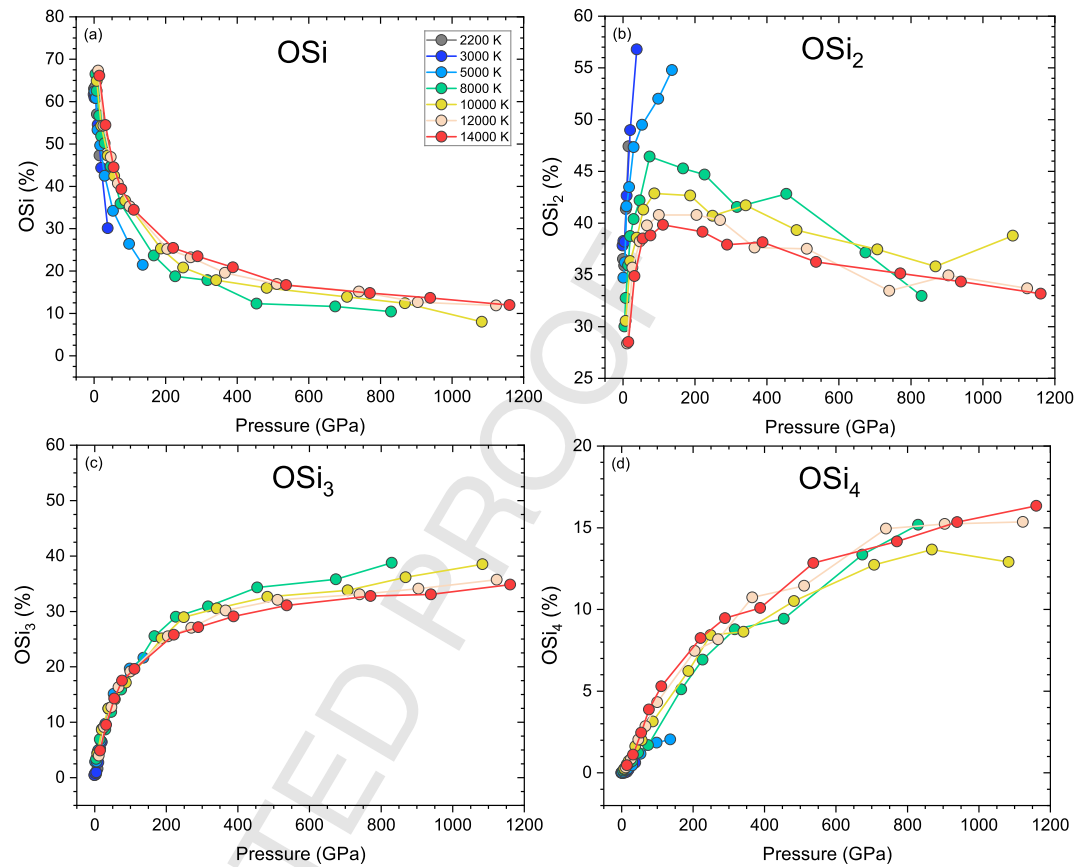 (a)
OSi
2200 K
3000 K
5000 K
8000 K
10000 K
12000 K
14000 K
OSi (%)
80
70
60
50
40
30
20
10
0
0 200 400 600 800 1000 1200
Pressure (GPa)
(b)
OSi₂
OSi₂ (%)
60
55
50
45
40
35
30
25
0 200 400 600 800 1000 1200
Pressure (GPa)
(c)
OSi₃
OSi₃ (%)
60
50
40
30
20
10
0
0 200 400 600 800 1000 1200
Pressure (GPa)
(d)
OSi₄
OSi₄ (%)
20
15
10
5
0
0 200 400 600 800 1000 1200
Pressure (GPa)
TED PROOF